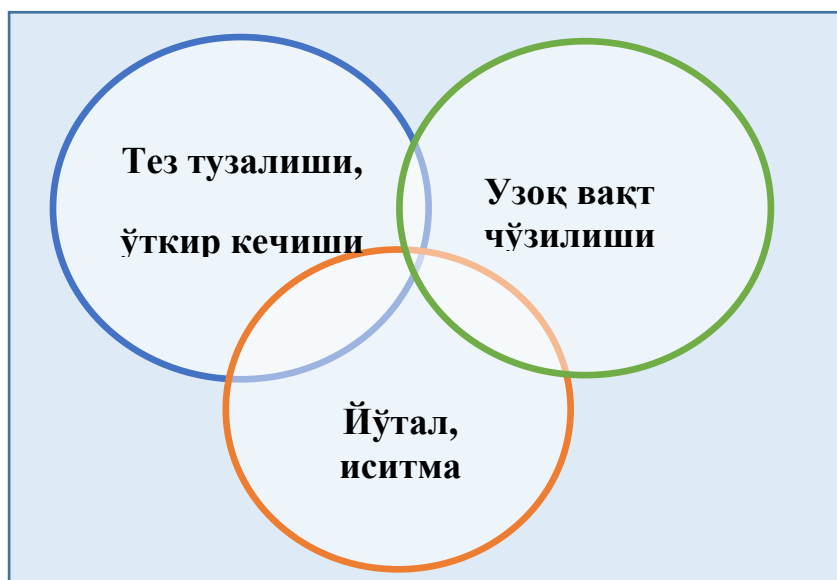 Тез тузалиши,
ўткир кечиши
Узоқ вақт
чўзилиши
Йўтал,
иситма